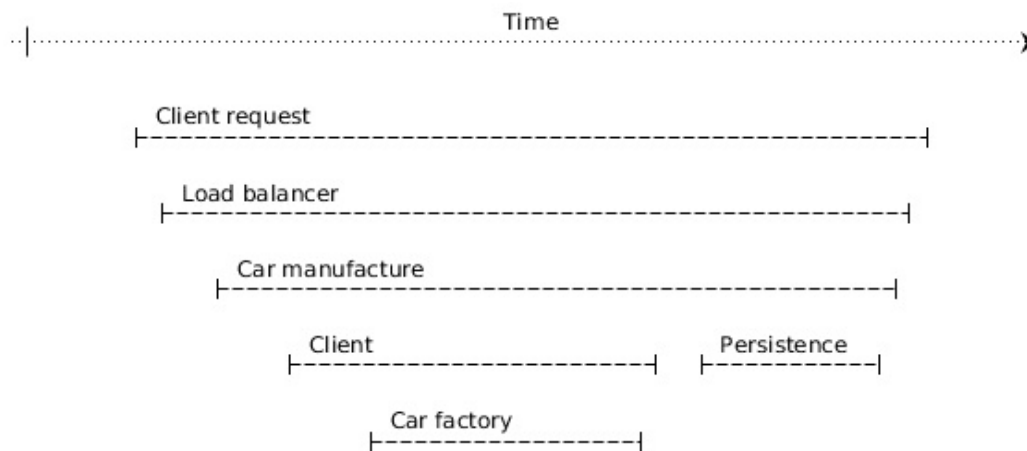 Time
Client request
Load balancer
Car manufacture
Client
Persistence
Car factory